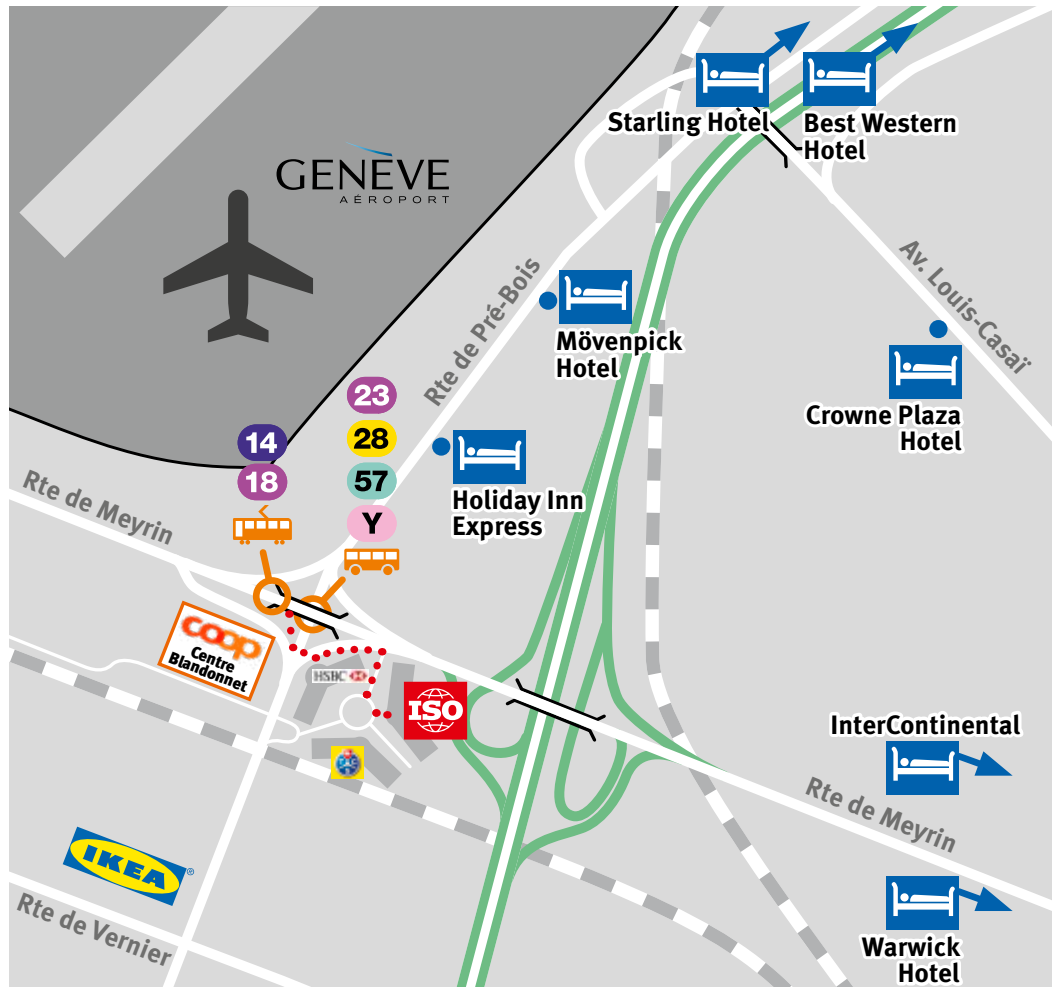 Starling Hotel
Best Western
Hotel
GENÈVE
AÉROPORT
Rte de Pré-Bois
Av. Louis-Casaï
Mövenpick
Hotel
Crowne Plaza
Hotel
23
14
28
18
57
Y
Holiday Inn
Express
Rte de Meyrin
coop
Centre
Blandonnet
HSBC
ISO
InterContinental
Rte de Meyrin
IKEA®
Rte de Vernier
Warwick
Hotel